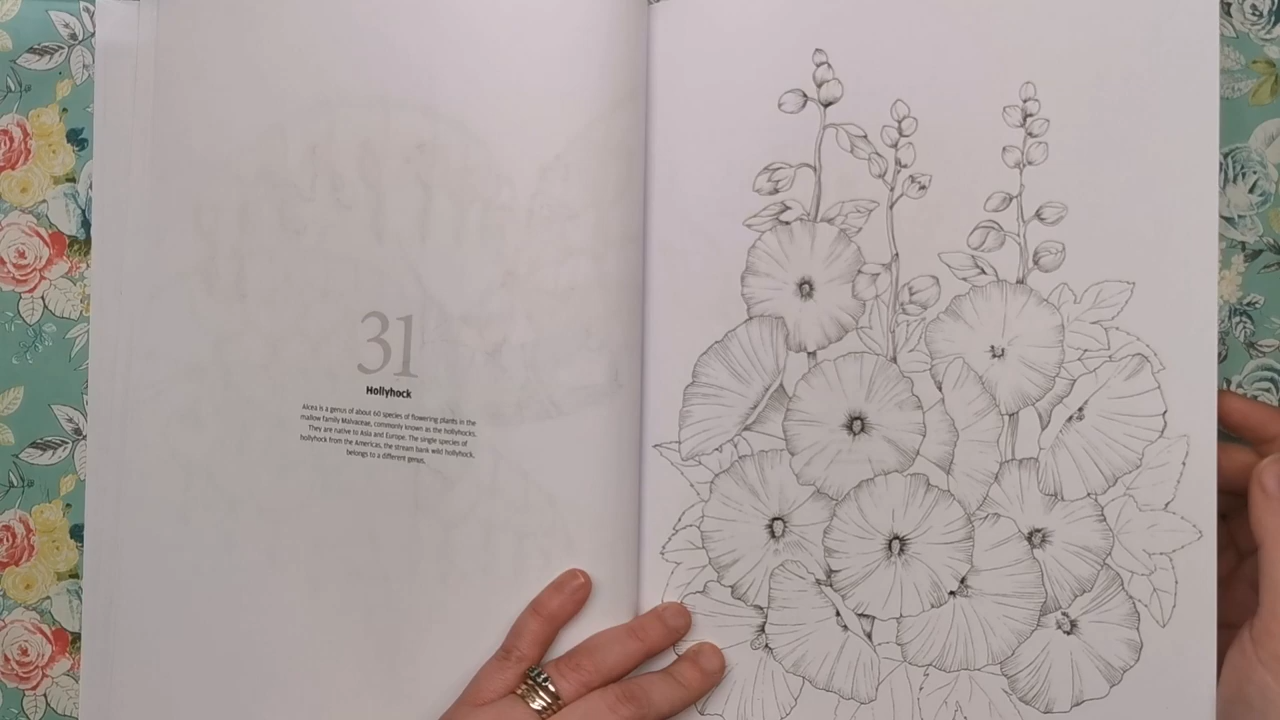 31
Hollyhock
Alcea is a genus of about 60 species of flowering plants in the
mallow family Malvaceae, commonly known as the hollyhocks.
They are native to Asia and Europe. The single species of
hollyhock from the Americas, the stream bank wild hollyhock,
belongs to a different genus.